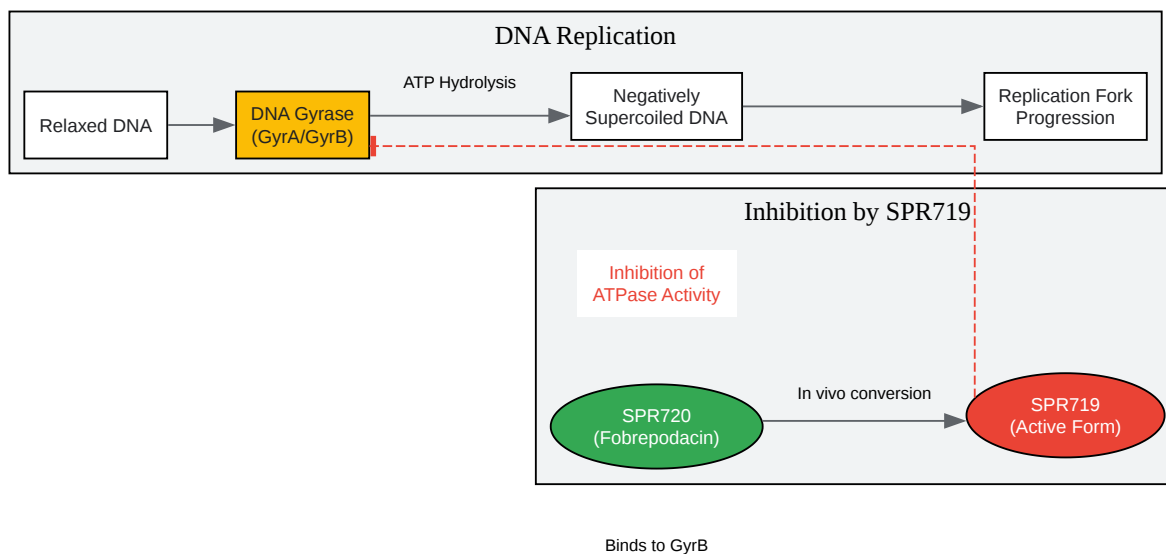 DNA Replication
Relaxed DNA
DNA Gyrase
(GyrA/GyrB)
ATP Hydrolysis
Negatively
Supercoiled DNA
Replication Fork
Progression
Inhibition by SPR719
Inhibition of
ATPase Activity
SPR720
(Fobrepodacin)
In vivo conversion
SPR719
(Active Form)
Binds to GyrB